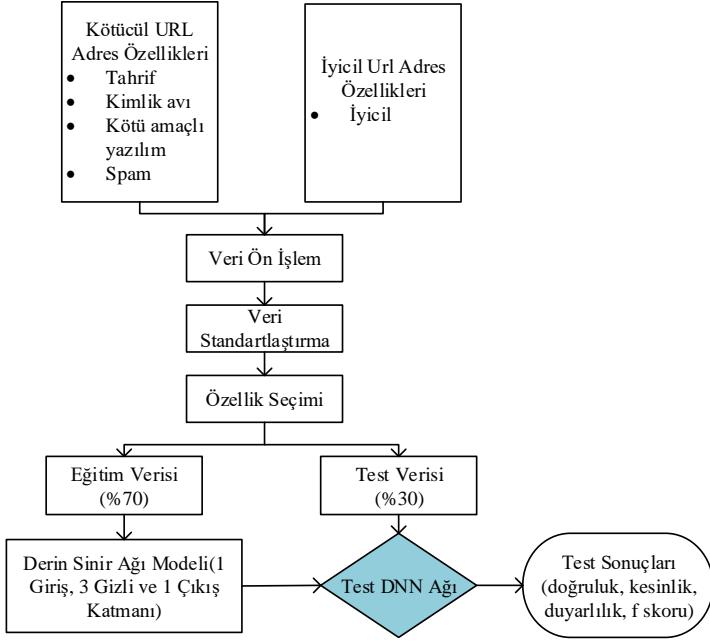 Kötücül URL
Adres Özellikleri
• Tahrif
• Kimlik avı
• Kötü amaçlı
yazılım
• Spam
İyicil Url Adres
Özellikleri
• İyicil
Veri Ön İşlem
Veri
Standartlaştırma
Özellik Seçimi
Eğitim Verisi
(%70)
Test Verisi
(%30)
Derin Sinir Ağı Modeli(1
Giriş, 3 Gizli ve 1 Çıkış
Katmanı)
Test DNN Ağı
Test Sonuçları
(doğruluk, kesinlik,
duyarlılık, f skoru)